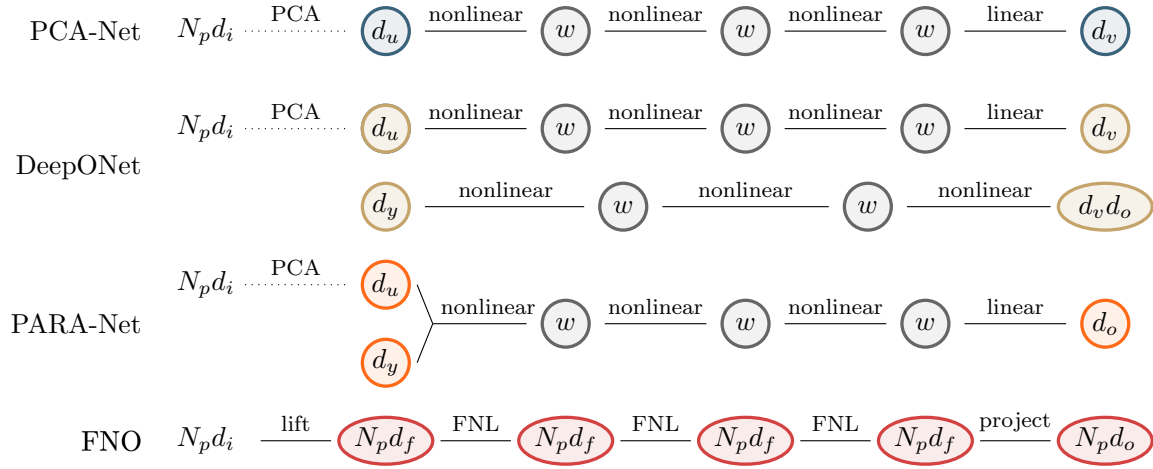 PCA-Net $N_p d_i$ PCA $d_u$ nonlinear $w$ nonlinear $w$ nonlinear $w$ linear $d_v$
DeepONet
$N_p d_i$ PCA $d_u$ nonlinear $w$ nonlinear $w$ nonlinear $w$ linear $d_v$
$d_y$ nonlinear $w$ nonlinear $w$ nonlinear $d_v d_o$
PARA-Net
$N_p d_i$ PCA $d_u$
nonlinear $w$ nonlinear $w$ nonlinear $w$ linear $d_o$
$d_y$
FNO $N_p d_i$ lift $N_p d_f$ FNL $N_p d_f$ FNL $N_p d_f$ FNL $N_p d_f$ project $N_p d_o$